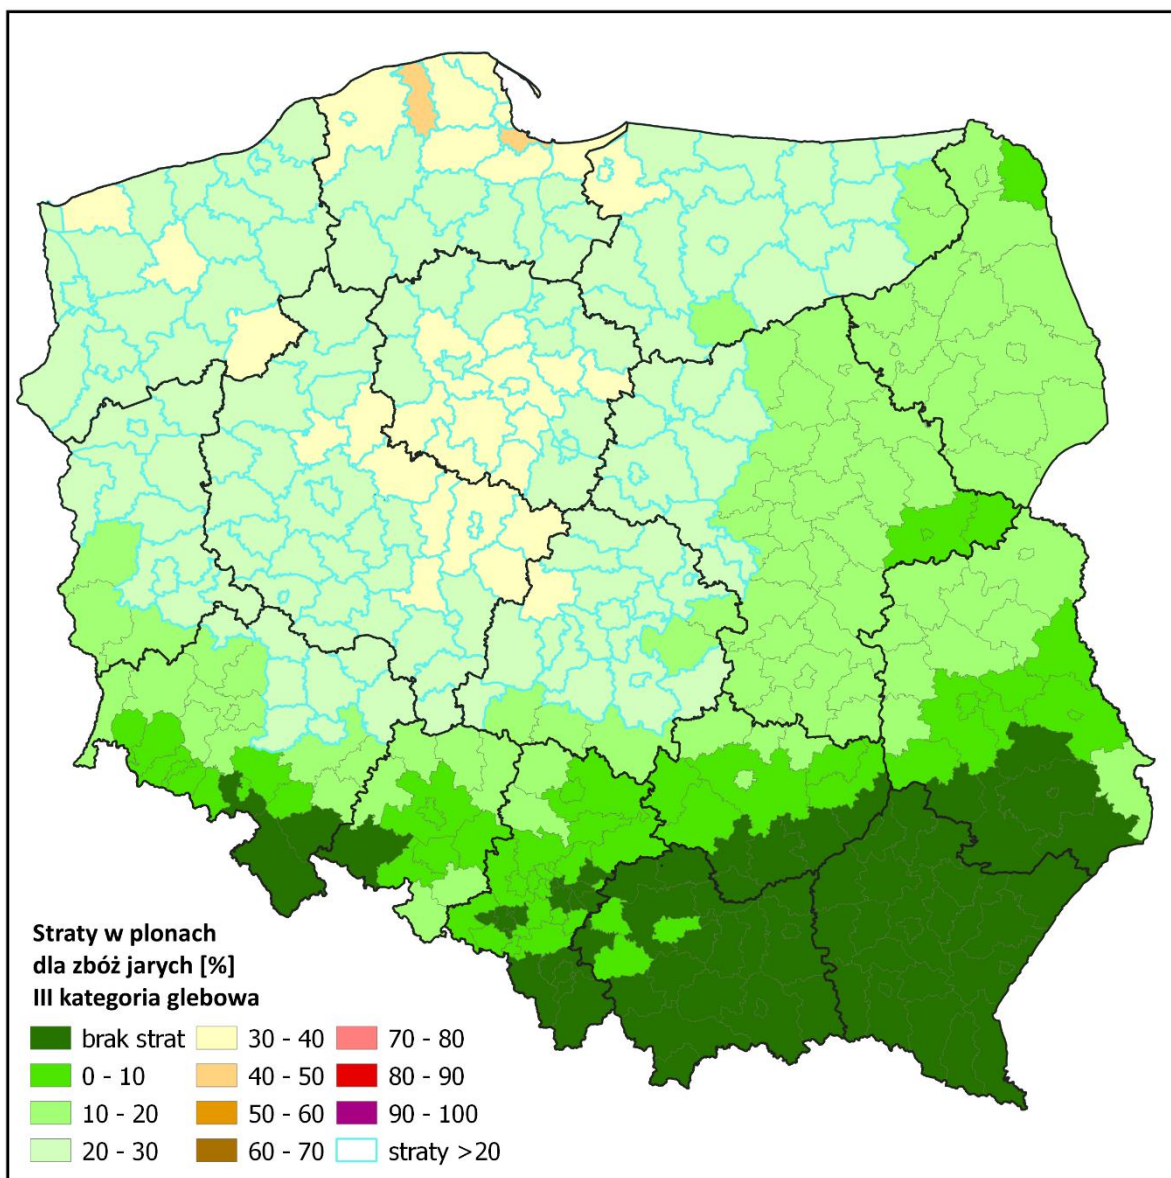 Straty w plonach
dla zbóż jarych [%]
III kategoria glebowa
brak strat
0 - 10
10 - 20
20 - 30
30 - 40
40 - 50
50 - 60
60 - 70
70 - 80
80 - 90
90 - 100
straty >20